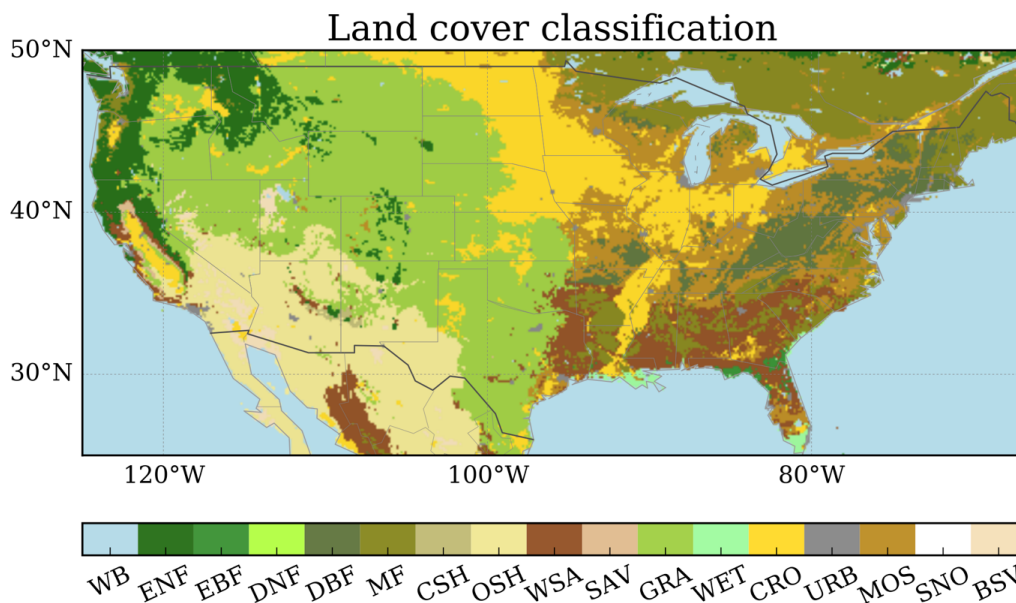 Land cover classification
50°N
40°N
30°N
120°W 100°W 80°W
WB ENF EBF DNF DBF MF CSH OSH WSA SAV GRA WET CRO URB MOS SNO BSV